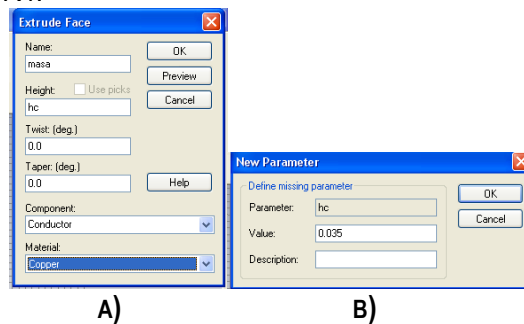 Extrude Face
Name:
masa
OK
Preview
Height:
Use picks
Cancel
hc
Twist: (deg.)
0.0
Taper: (deg.)
0.0
Help
Component:
Conductor
Material:
Copper
A)
New Parameter
Define missing parameter
OK
Parameter:
hc
Cancel
Value:
0.035
Description:
B)